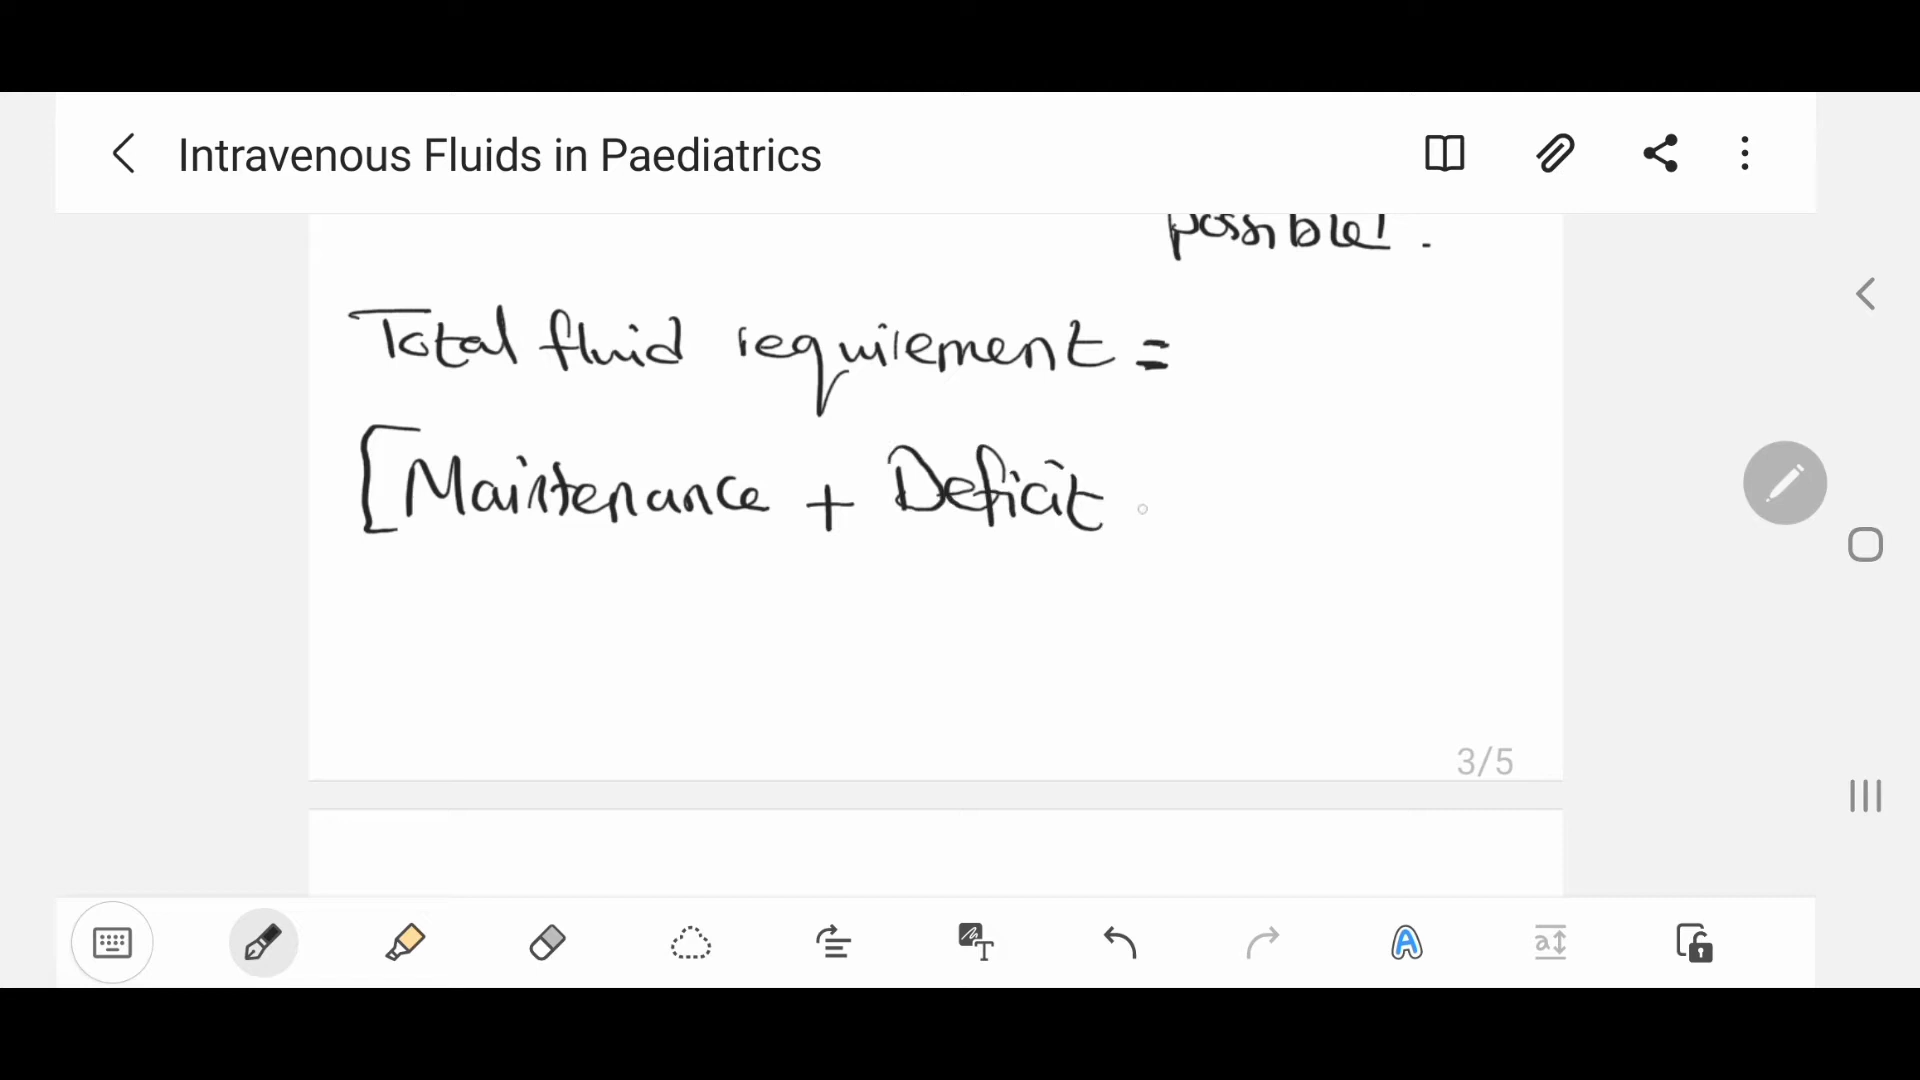 Intravenous Fluids in Paediatrics
possible! .
Total fluid requirement =
[Maintenance + Deficit
3/5